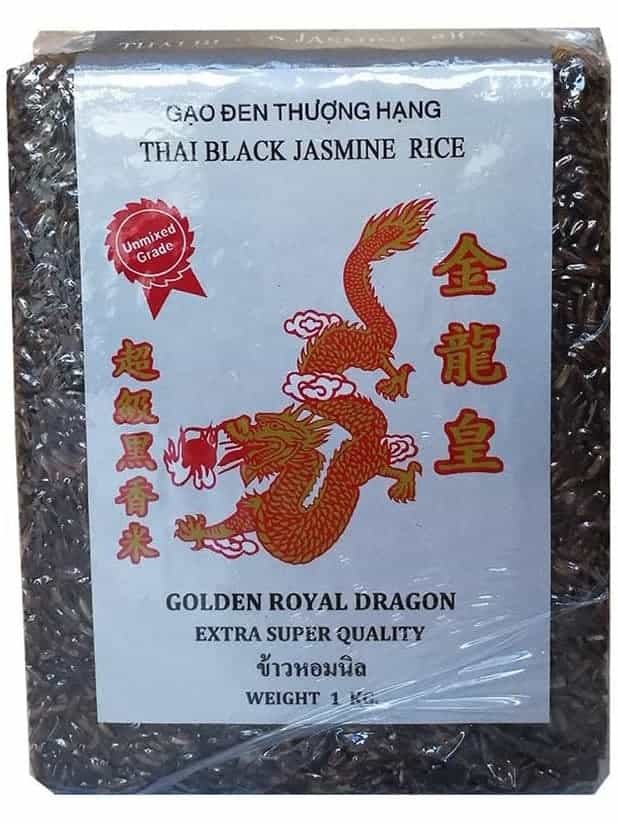 GẠO ĐEN THƯỢNG HẠNG
THAI BLACK JASMINE RICE
Unmixed
Grade
金龍皇
超級黑香米
GOLDEN ROYAL DRAGON
EXTRA SUPER QUALITY
ข้าวหอมนิล
WEIGHT 1 KG.